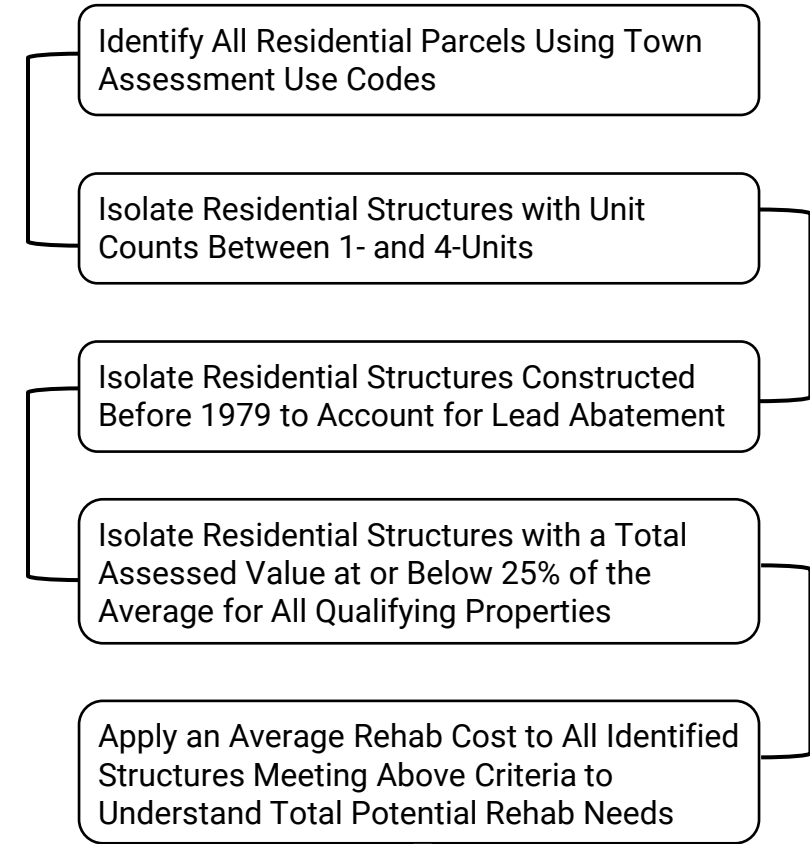 Identify All Residential Parcels Using Town
Assessment Use Codes
Isolate Residential Structures with Unit
Counts Between 1- and 4-Units
Isolate Residential Structures Constructed
Before 1979 to Account for Lead Abatement
Isolate Residential Structures with a Total
Assessed Value at or Below 25% of the
Average for All Qualifying Properties
Apply an Average Rehab Cost to All Identified
Structures Meeting Above Criteria to
Understand Total Potential Rehab Needs